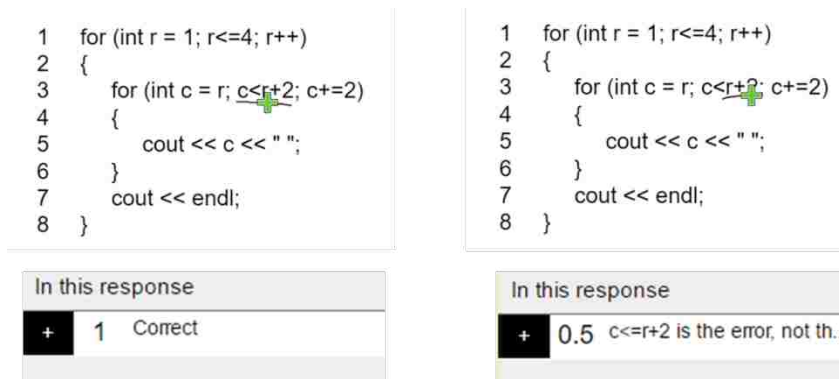 1 for (int r = 1; r<=4; r++)
2 {
3 for (int c = r; c<r+2; c+=2)
4 {
5 cout << c << " ";
6 }
7 cout << endl;
8 }
In this response
+ 1 Correct
1 for (int r = 1; r<=4; r++)
2 {
3 for (int c = r; c<r+2; c+=2)
4 {
5 cout << c << " ";
6 }
7 cout << endl;
8 }
In this response
+ 0.5 c<=r+2 is the error, not th.